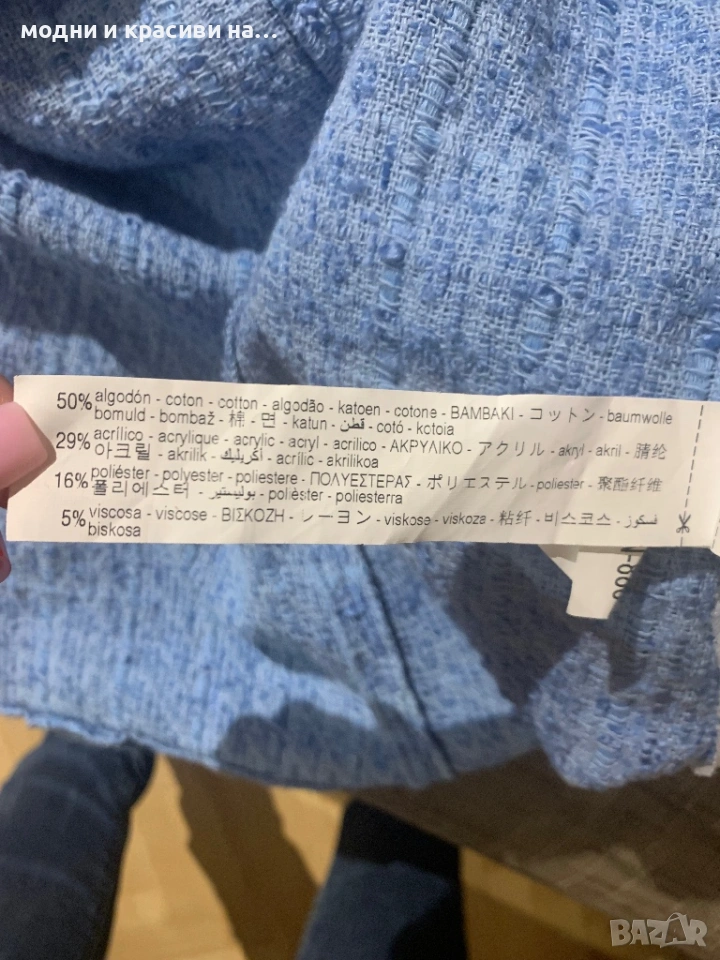 модни и красиви на...
50% algodón - coton - cotton - algodão - katoen - cotone - BAMBAKI - コットン - baumwolle
bomuld - bombaž - 棉 - 면 - katun - قطن - cotó - kctoia
29% acrílico - acrylique - acrylic - acryl - acrilico - ΑΚΡΥΛΙΚΟ - アクリル - akryl - akril - 腈纶
아크릴 - akrilik - أكريليك - acrílic - akrilikoa
16% poliéster - polyester - poliestere - ΠΟΛΥΕΣΤΕΡΑΣ - ポリエステル - poliester - 聚酯纤维
폴리에스터 - بوليستير - polièster - poliesterra
5% viscosa - viscose - ΒΙΣΚΟΖΗ - レーヨン - viskose - viskoza - 粘纤 - 비스코스 - فسكوز
biskosa
BAZAR